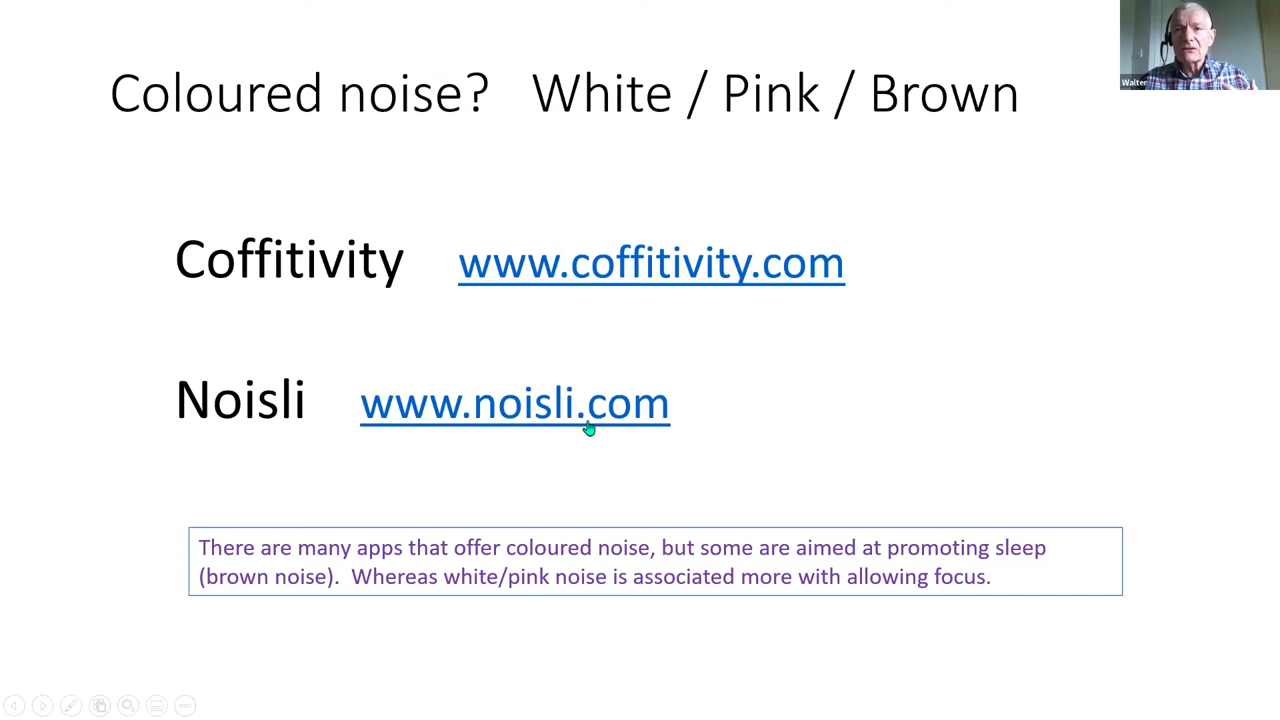 Coloured noise? White / Pink / Brown
Walter
Coffitivity www.coffitivity.com
Noisli www.noisli.com
There are many apps that offer coloured noise, but some are aimed at promoting sleep
(brown noise). Whereas white/pink noise is associated more with allowing focus.